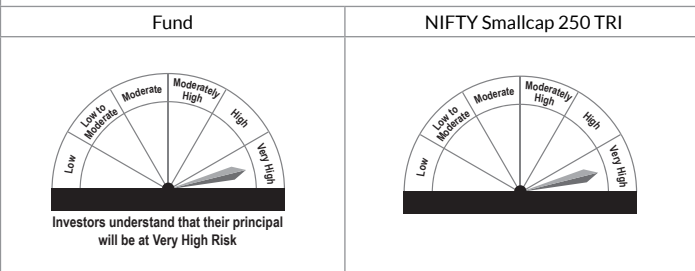 Fund
NIFTY Smallcap 250 TRI
Low
Low to
Moderate
Moderate
Moderately
High
High
Very High
Investors understand that their principal
will be at Very High Risk
Low
Low to
Moderate
Moderate
Moderately
High
High
Very High